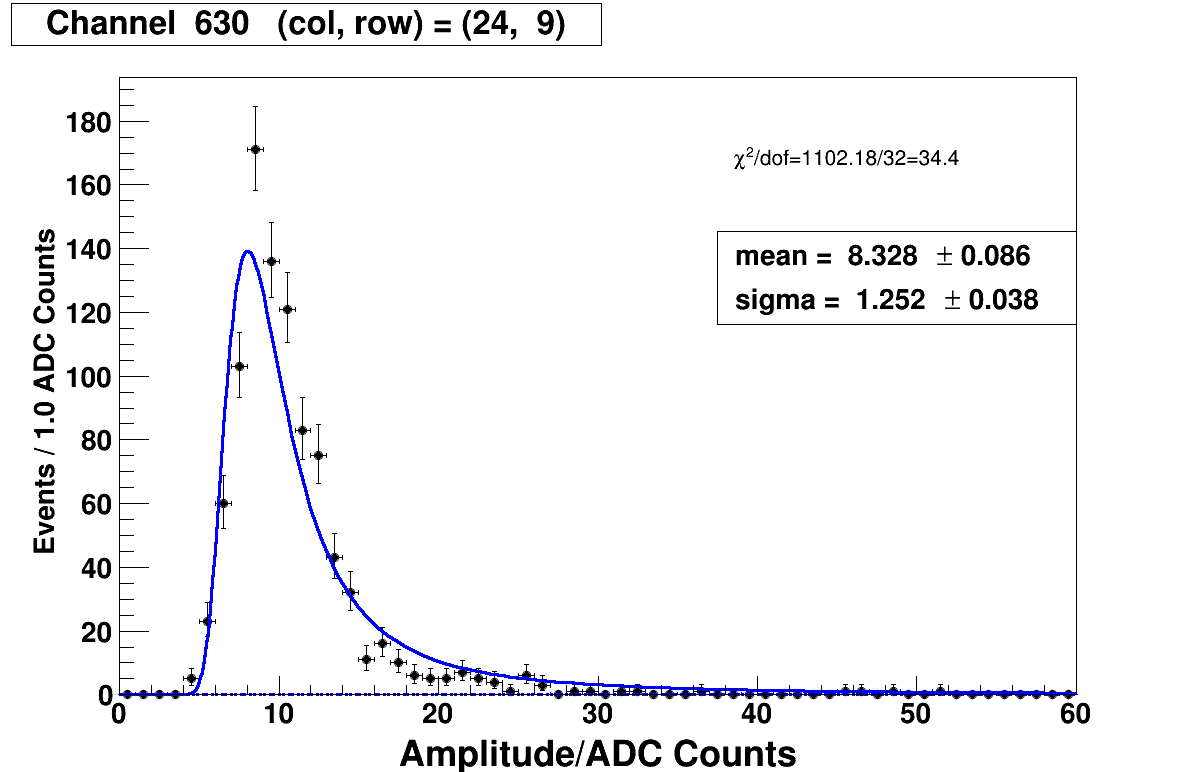 Channel 630 (col, row) = (24, 9)
χ²/dof=1102.18/32=34.4
mean = 8.328 ± 0.086
sigma = 1.252 ± 0.038
Events / 1.0 ADC Counts
180
160
140
120
100
80
60
40
20
0
0 10 20 30 40 50 60
Amplitude/ADC Counts